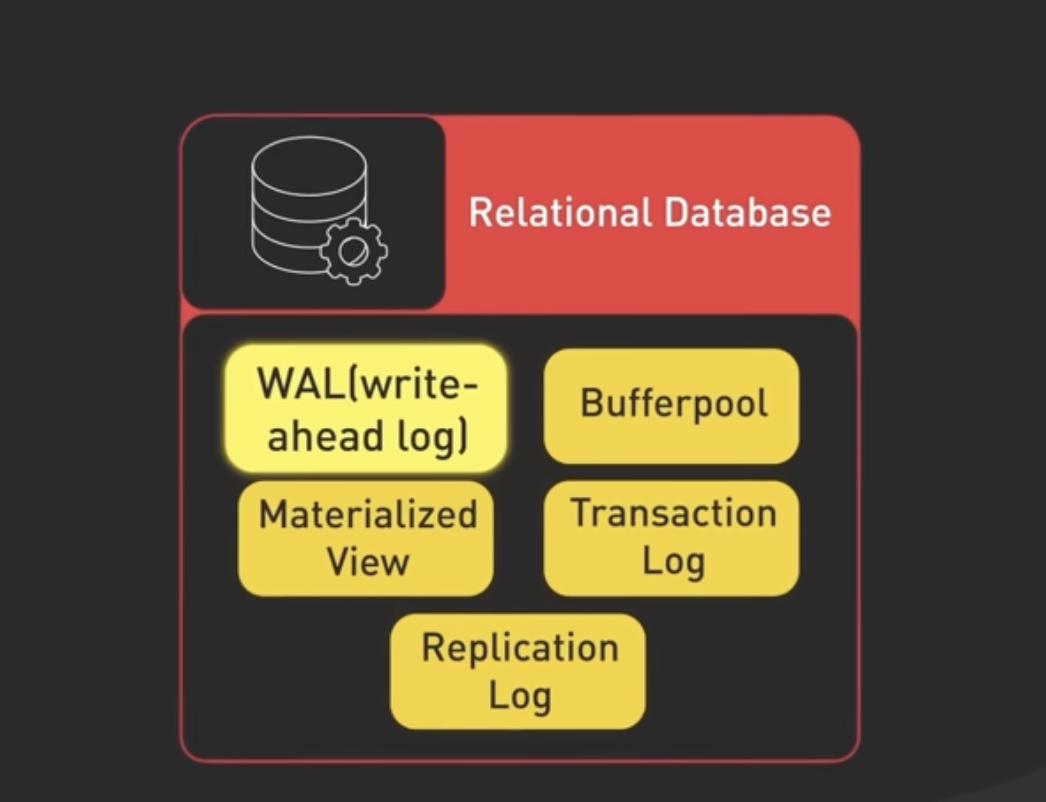 Relational Database
WAL(write-
ahead log)
Bufferpool
Materialized
View
Transaction
Log
Replication
Log